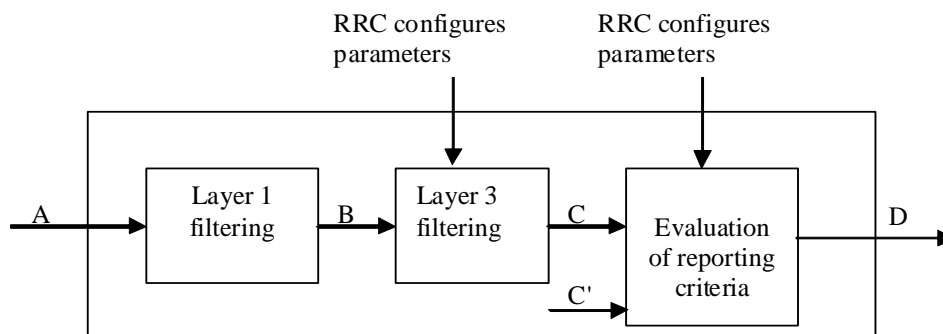 RRC configures
parameters
RRC configures
parameters
Layer 1
filtering
Layer 3
filtering
Evaluation
of reporting
criteria
A
B
C
C'
D